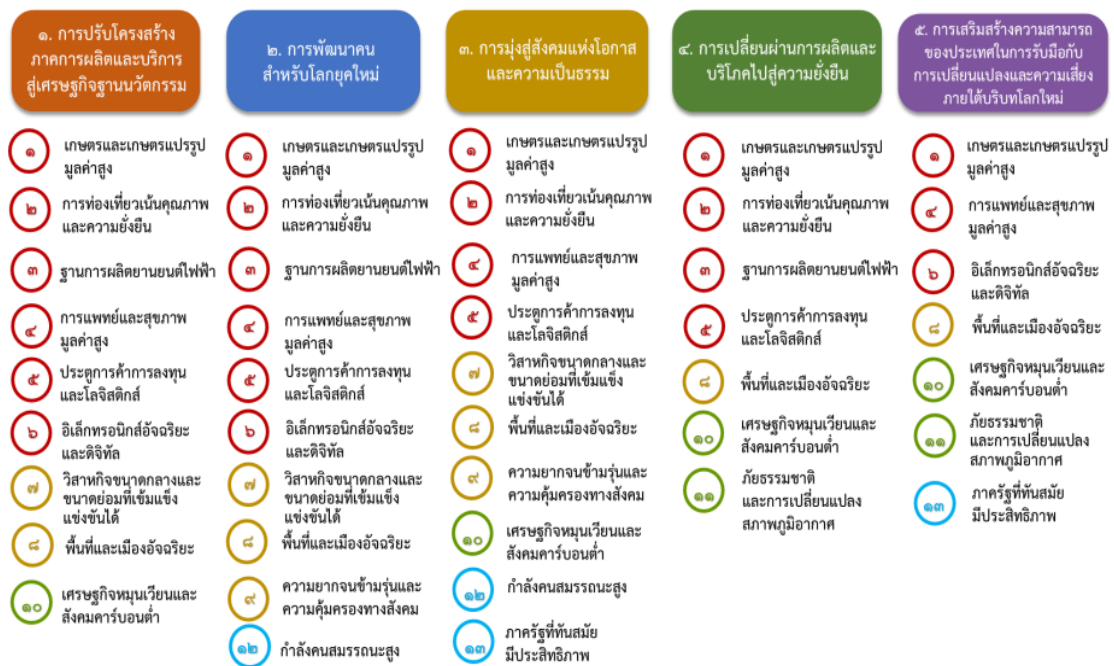 ๑. การปรับโครงสร้าง
ภาคการผลิตและบริการ
สู่เศรษฐกิจฐานนวัตกรรม
๑
เกษตรและเกษตรแปรรูป
มูลค่าสูง
๒
การท่องเที่ยวเน้นคุณภาพ
และความยั่งยืน
๓
ฐานการผลิตยานยนต์ไฟฟ้า
๔
การแพทย์และสุขภาพ
มูลค่าสูง
๕
ประตูการค้าการลงทุน
และโลจิสติกส์
๖
อิเล็กทรอนิกส์อัจฉริยะ
และดิจิทัล
๗
วิสาหกิจขนาดกลางและ
ขนาดย่อมที่เข้มแข็ง
แข่งขันได้
๘
พื้นที่และเมืองอัจฉริยะ
๑๐
เศรษฐกิจหมุนเวียนและ
สังคมคาร์บอนต่ำ
๒. การพัฒนาคน
สำหรับโลกยุคใหม่
๑
เกษตรและเกษตรแปรรูป
มูลค่าสูง
๒
การท่องเที่ยวเน้นคุณภาพ
และความยั่งยืน
๓
ฐานการผลิตยานยนต์ไฟฟ้า
๔
การแพทย์และสุขภาพ
มูลค่าสูง
๕
ประตูการค้าการลงทุน
และโลจิสติกส์
๖
อิเล็กทรอนิกส์อัจฉริยะ
และดิจิทัล
๗
วิสาหกิจขนาดกลางและ
ขนาดย่อมที่เข้มแข็ง
แข่งขันได้
๘
พื้นที่และเมืองอัจฉริยะ
๙
ความยากจนข้ามรุ่นและ
ความคุ้มครองทางสังคม
๑๒
กำลังคนสมรรถนะสูง
๓. การมุ่งสู่สังคมแห่งโอกาส
และความเป็นธรรม
๑
เกษตรและเกษตรแปรรูป
มูลค่าสูง
๒
การท่องเที่ยวเน้นคุณภาพ
และความยั่งยืน
๔
การแพทย์และสุขภาพ
มูลค่าสูง
๕
ประตูการค้าการลงทุน
และโลจิสติกส์
๗
วิสาหกิจขนาดกลางและ
ขนาดย่อมที่เข้มแข็ง
แข่งขันได้
๘
พื้นที่และเมืองอัจฉริยะ
๙
ความยากจนข้ามรุ่นและ
ความคุ้มครองทางสังคม
๑๐
เศรษฐกิจหมุนเวียนและ
สังคมคาร์บอนต่ำ
๑๒
กำลังคนสมรรถนะสูง
๑๓
ภาครัฐที่ทันสมัย
มีประสิทธิภาพ
๔. การเปลี่ยนผ่านการผลิตและ
บริโภคไปสู่ความยั่งยืน
๑
เกษตรและเกษตรแปรรูป
มูลค่าสูง
๒
การท่องเที่ยวเน้นคุณภาพ
และความยั่งยืน
๓
ฐานการผลิตยานยนต์ไฟฟ้า
๕
ประตูการค้าการลงทุน
และโลจิสติกส์
๘
พื้นที่และเมืองอัจฉริยะ
๑๐
เศรษฐกิจหมุนเวียนและ
สังคมคาร์บอนต่ำ
๑๑
ภัยธรรมชาติ
และการเปลี่ยนแปลง
สภาพภูมิอากาศ
๕. การเสริมสร้างความสามารถ
ของประเทศในการรับมือกับ
การเปลี่ยนแปลงและความเสี่ยง
ภายใต้บริบทโลกใหม่
๑
เกษตรและเกษตรแปรรูป
มูลค่าสูง
๔
การแพทย์และสุขภาพ
มูลค่าสูง
๖
อิเล็กทรอนิกส์อัจฉริยะ
และดิจิทัล
๘
พื้นที่และเมืองอัจฉริยะ
๑๐
เศรษฐกิจหมุนเวียนและ
สังคมคาร์บอนต่ำ
๑๑
ภัยธรรมชาติ
และการเปลี่ยนแปลง
สภาพภูมิอากาศ
๑๓
ภาครัฐที่ทันสมัย
มีประสิทธิภาพ